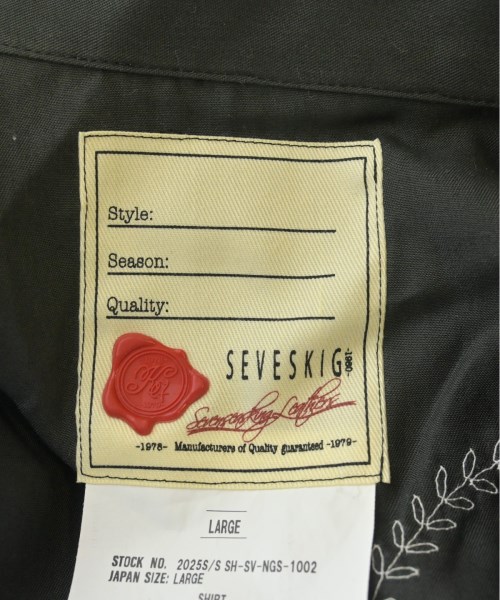 Style:
Season:
Quality:
SEVESKIG
-0961-
-1978- Manufacturers of Quality guaranteed -1979-
LARGE
STOCK NO. 2025S/S SH-SV-NGS-1002
JAPAN SIZE: LARGE
SHIRT